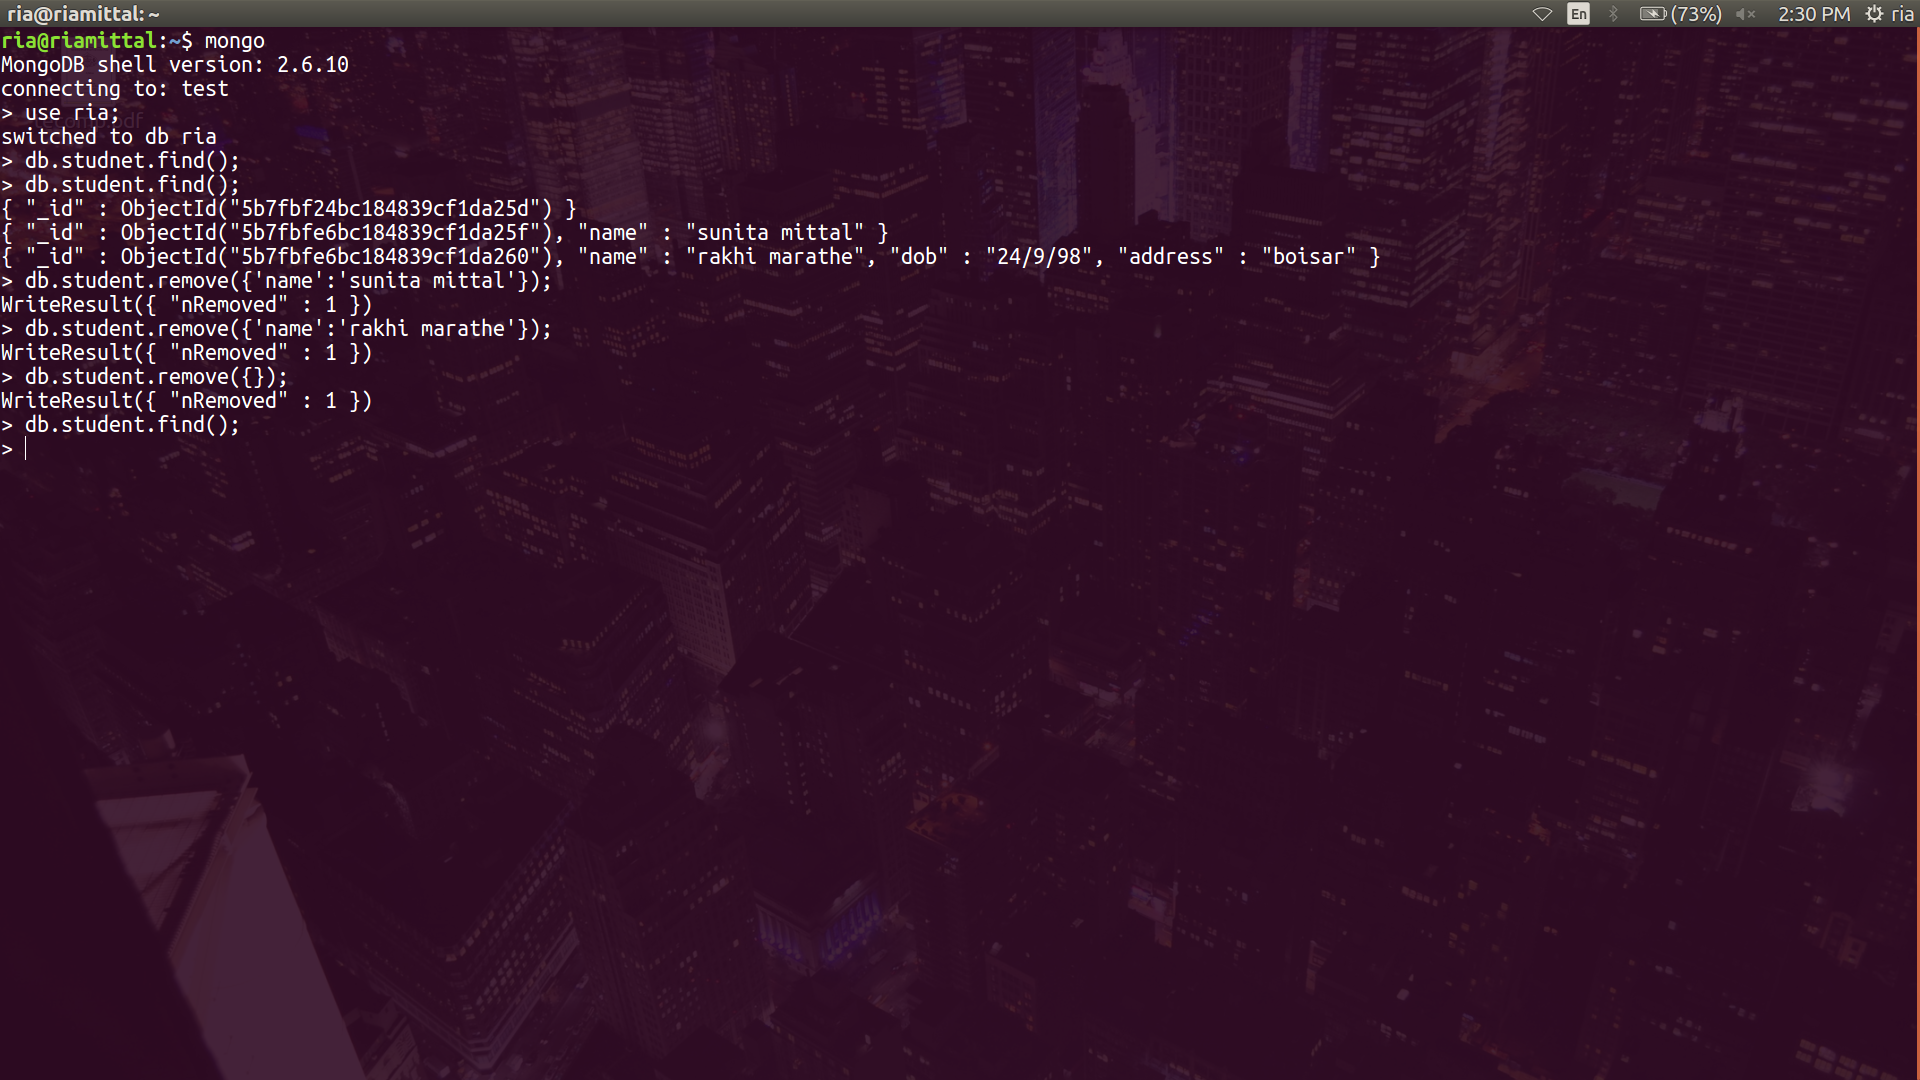 ria@riamittal: ~
En (73%) 2:30 PM ria
ria@riamittal:~$ mongo
MongoDB shell version: 2.6.10
connecting to: test
> use ria;
switched to db ria
> db.studnet.find();
> db.student.find();
{ "_id" : ObjectId("5b7fbf24bc184839cf1da25d") }
{ "_id" : ObjectId("5b7fbfe6bc184839cf1da25f"), "name" : "sunita mittal" }
{ "_id" : ObjectId("5b7fbfe6bc184839cf1da260"), "name" : "rakhi marathe", "dob" : "24/9/98", "address" : "boisar" }
> db.student.remove({'name':'sunita mittal'});
WriteResult({ "nRemoved" : 1 })
> db.student.remove({'name':'rakhi marathe'});
WriteResult({ "nRemoved" : 1 })
> db.student.remove({});
WriteResult({ "nRemoved" : 1 })
> db.student.find();
>